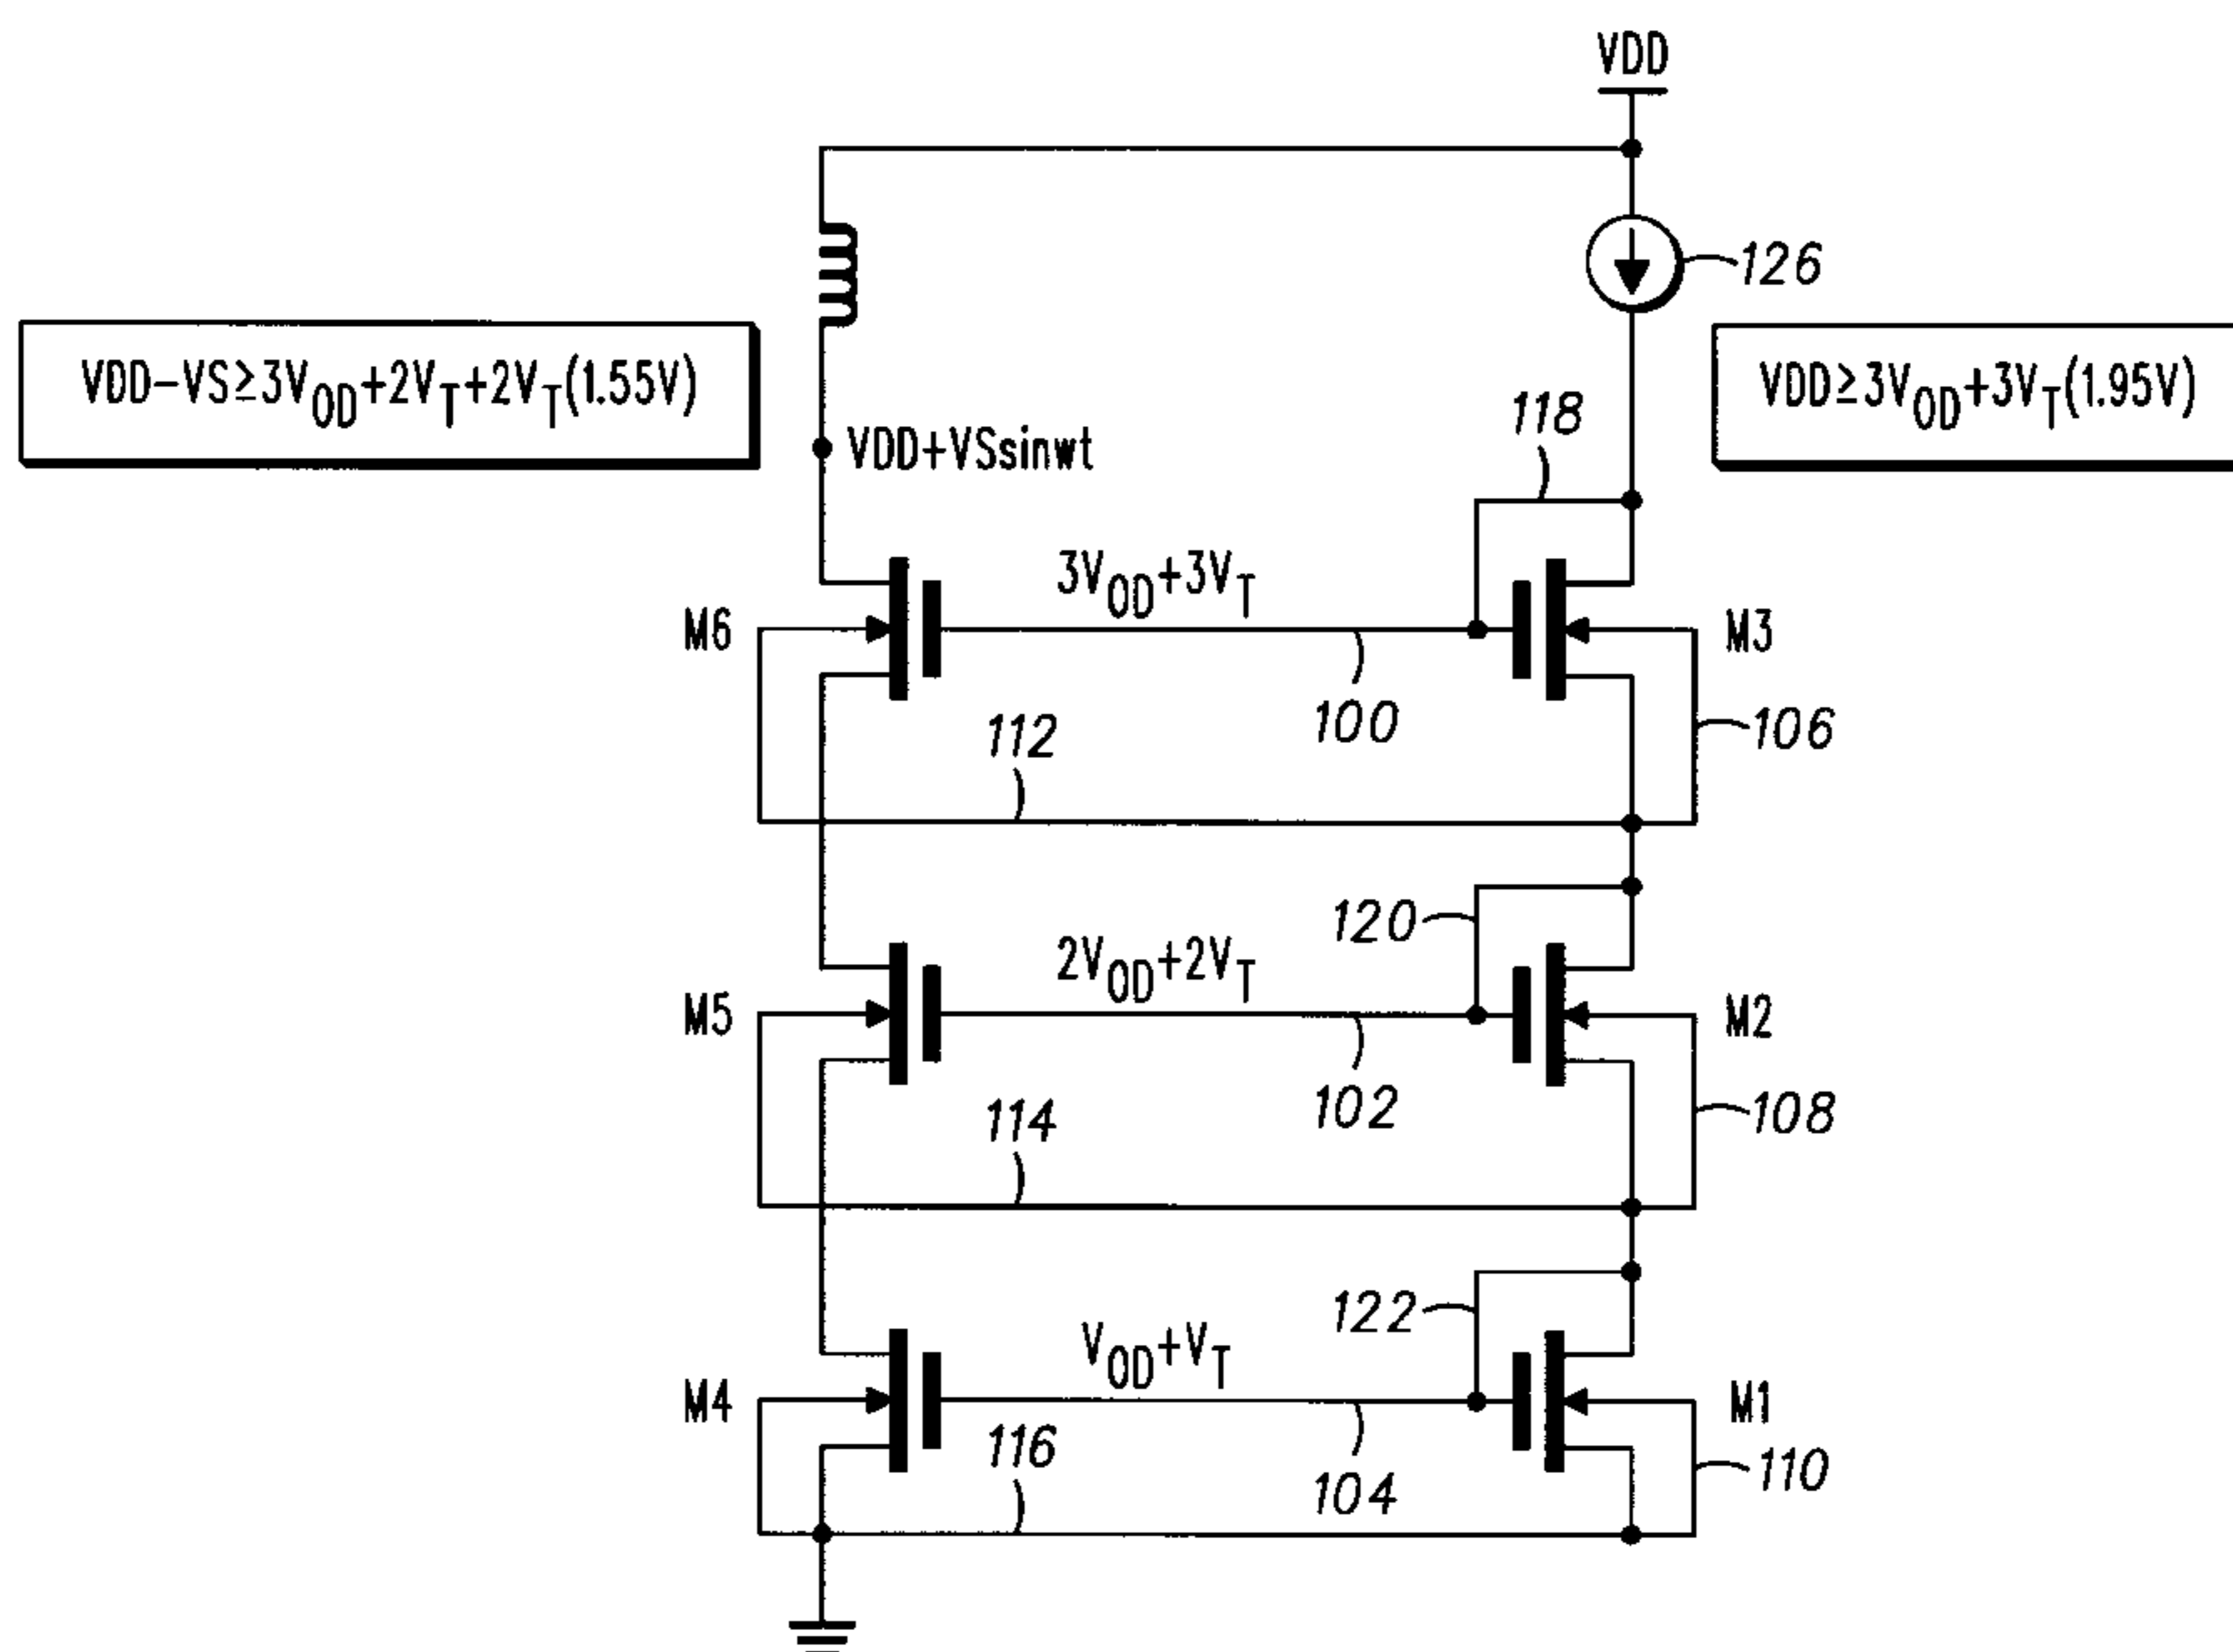 VDD
126
VDD-VS≥3VOD+2VT+2VT(1.55V)
VDD≥3VOD+3VT(1.95V)
118
VDD+VSsinwt
3VOD+3VT
M6
M3
100
112
106
120
2VOD+2VT
M5
M2
102
114
108
122
VOD+VT
M4
M1
116
104
110